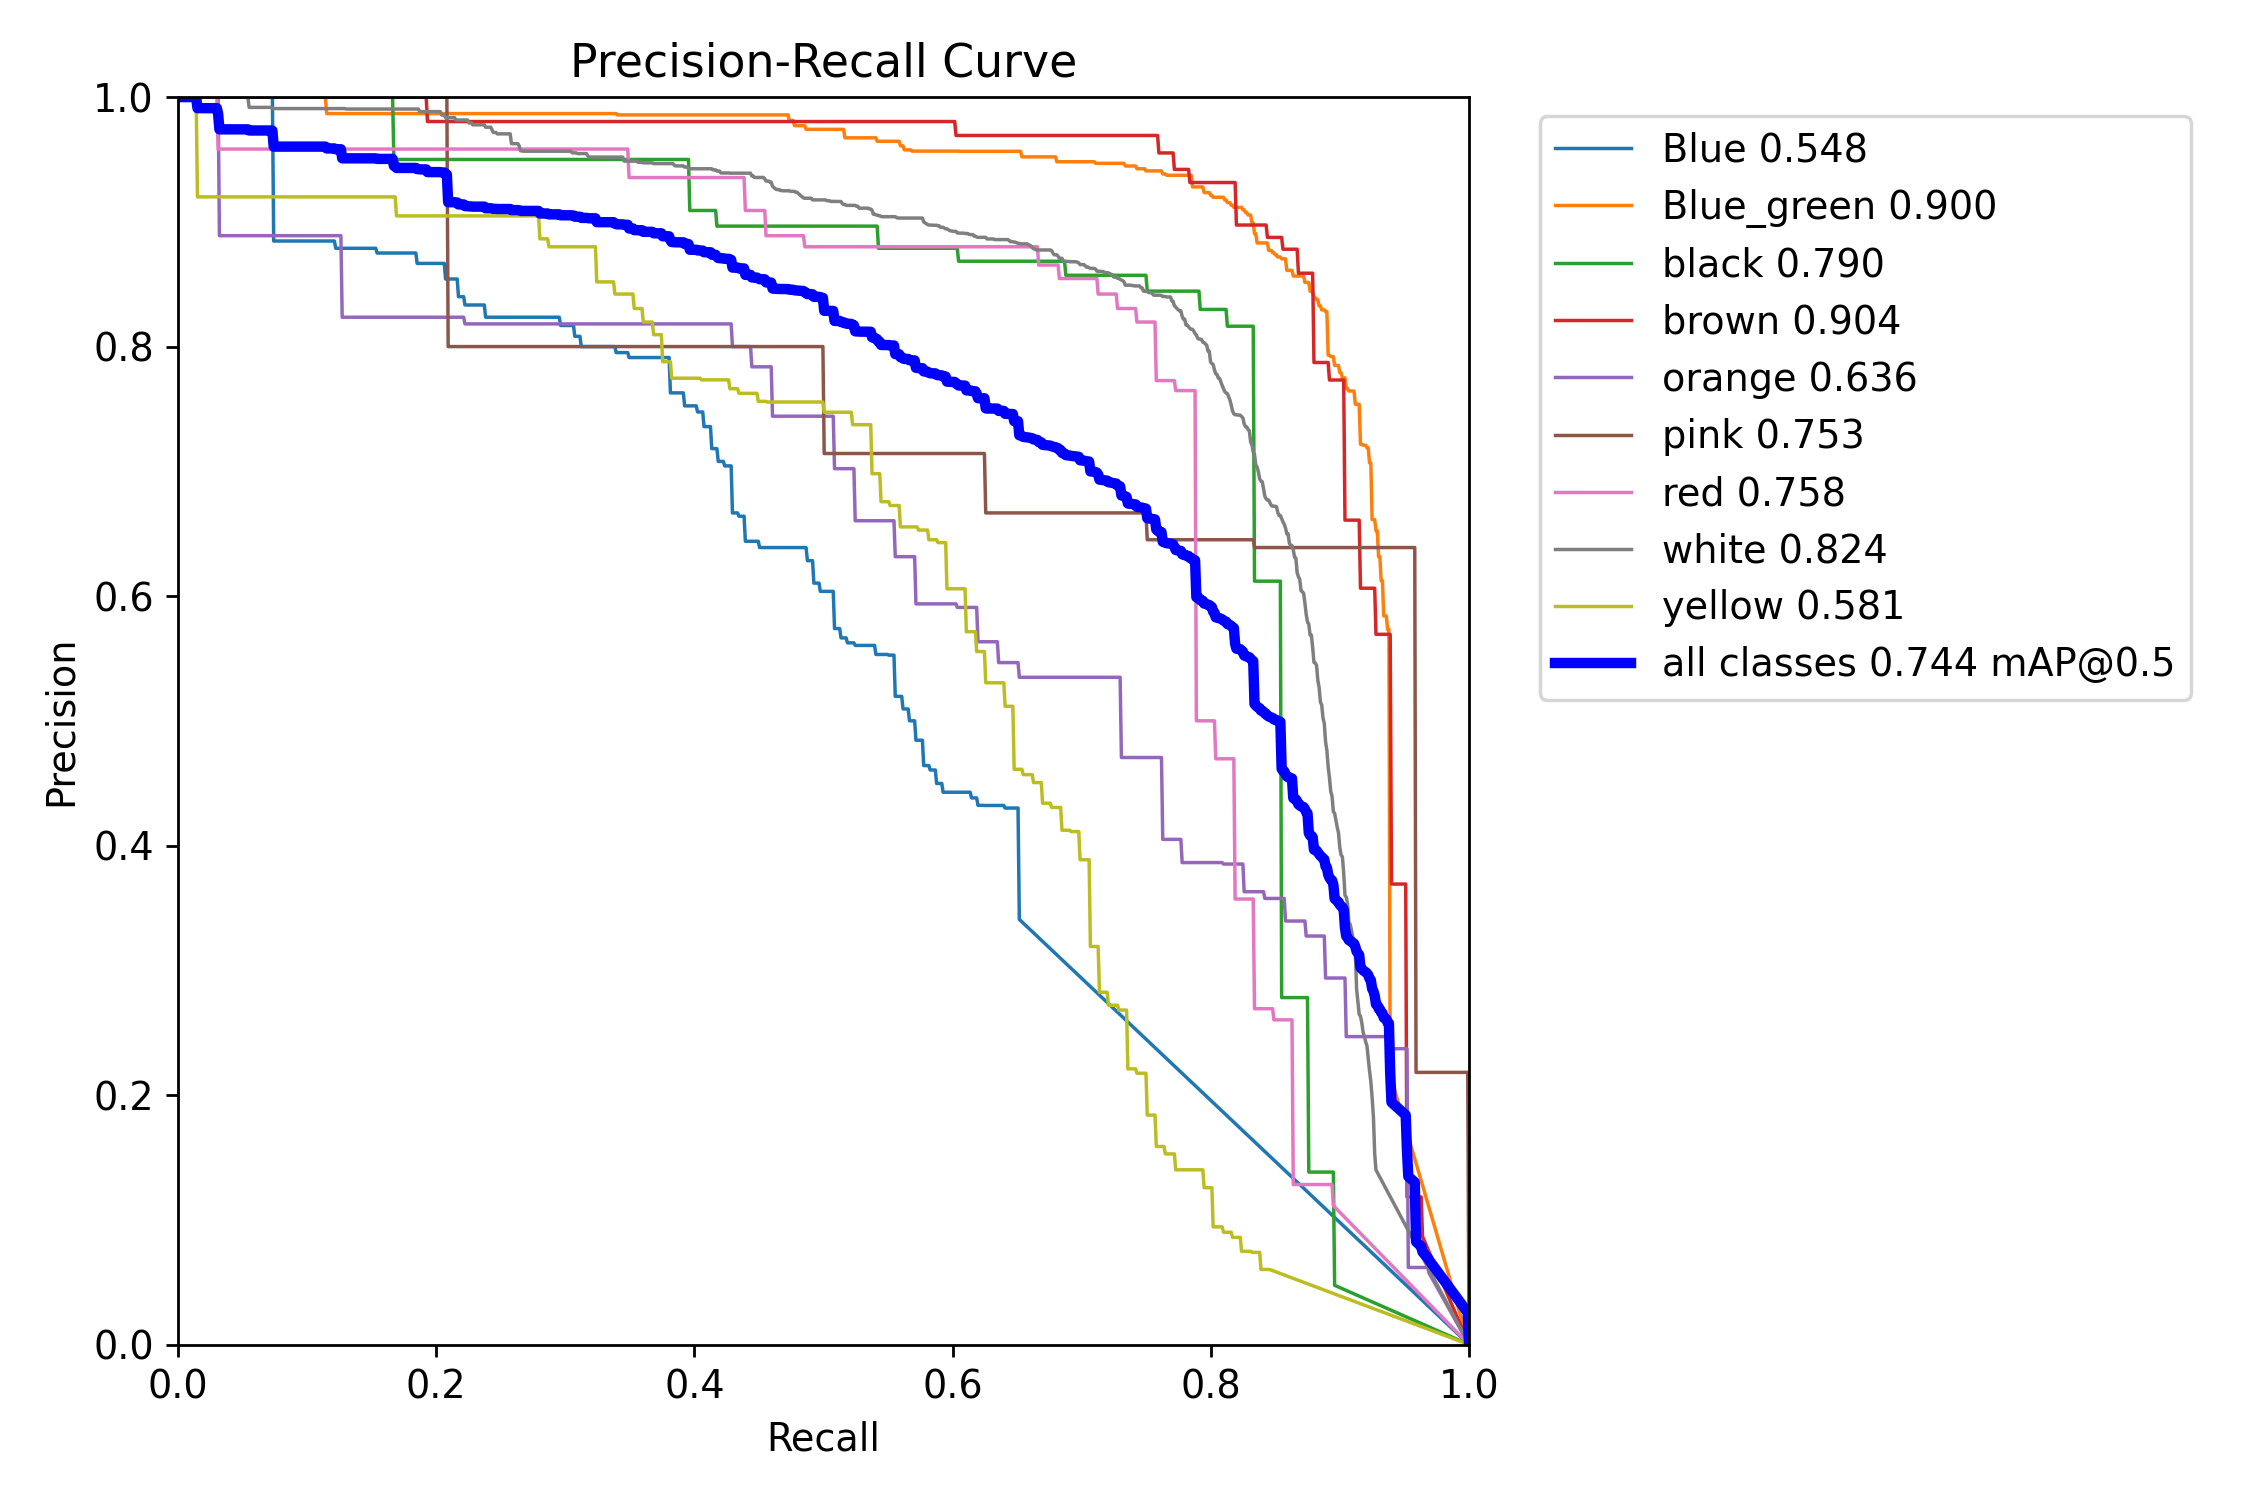 Precision-Recall Curve
1.0
0.8
0.6
0.4
0.2
0.0
Precision
0.0 0.2 0.4 0.6 0.8 1.0
Recall
Blue 0.548
Blue_green 0.900
black 0.790
brown 0.904
orange 0.636
pink 0.753
red 0.758
white 0.824
yellow 0.581
all classes 0.744 mAP@0.5